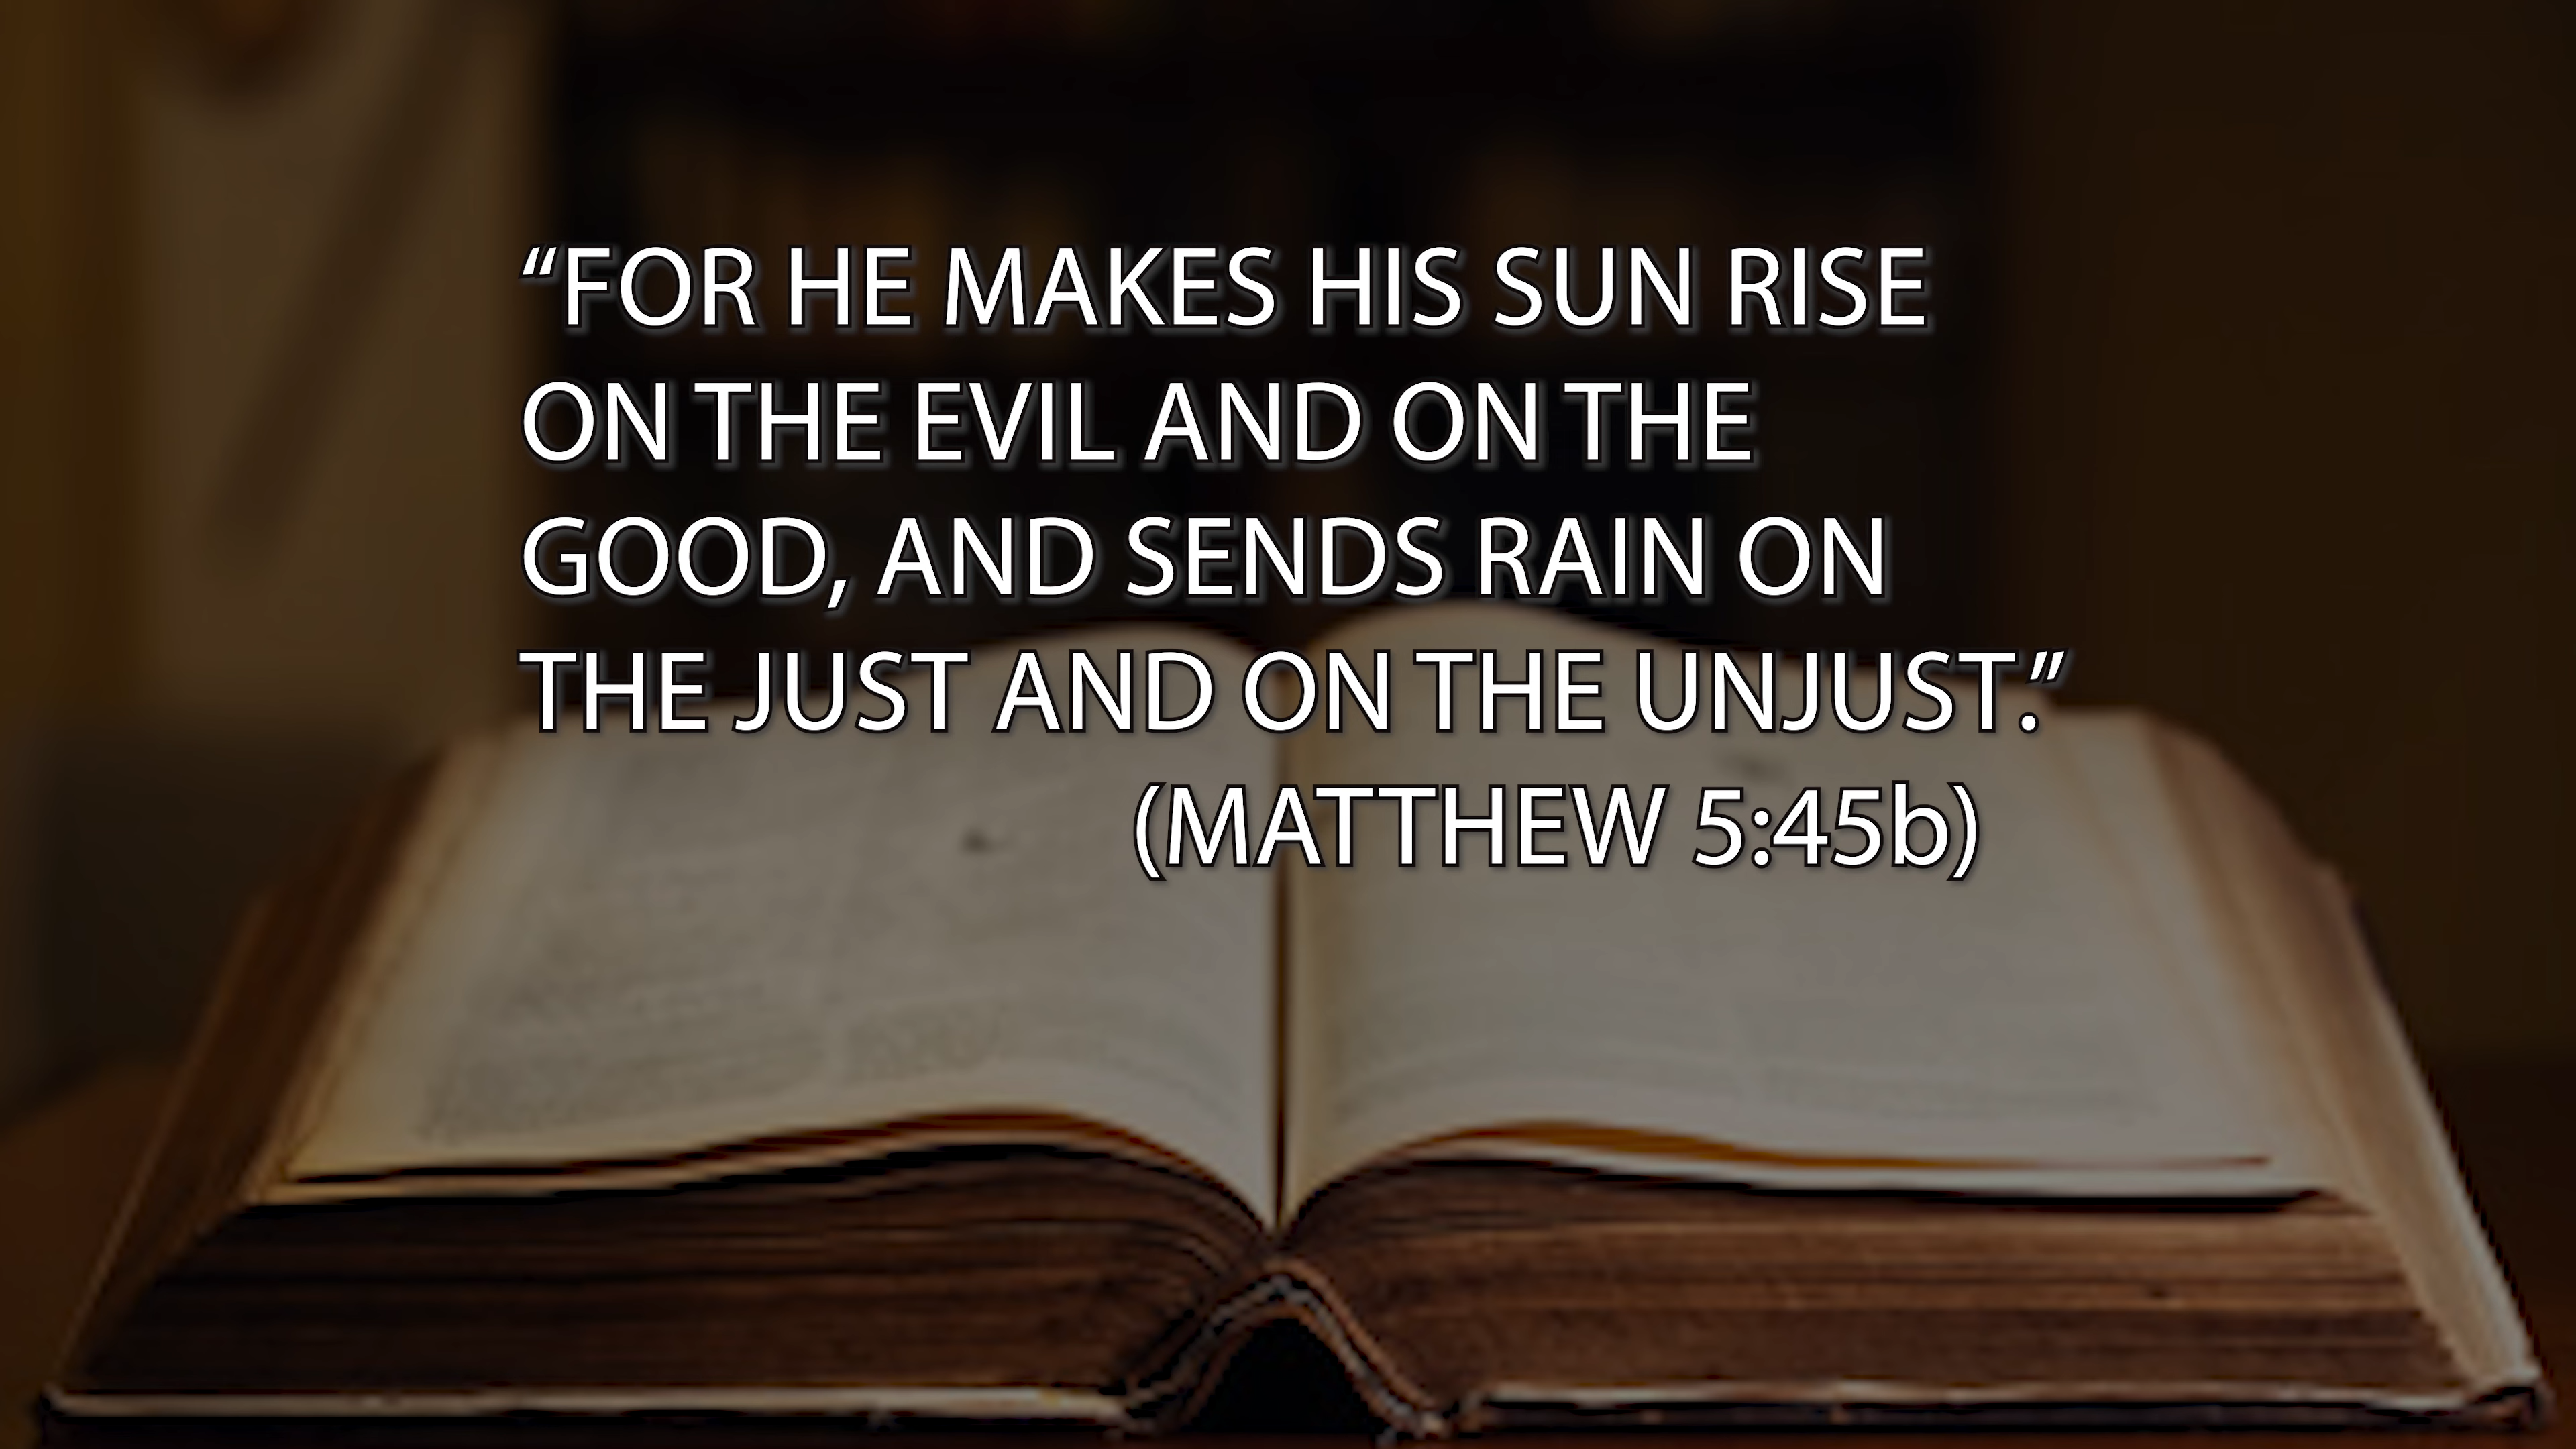 “FOR HE MAKES HIS SUN RISE
ON THE EVIL AND ON THE
GOOD, AND SENDS RAIN ON
THE JUST AND ON THE UNJUST.”
(MATTHEW 5:45b)